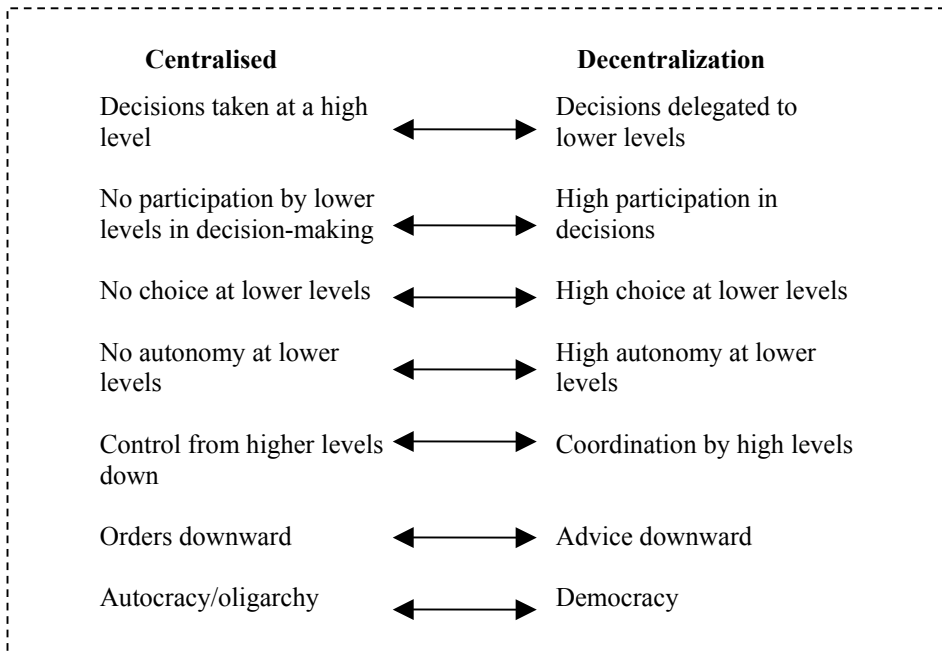 Centralised Decentralization
Decisions taken at a high Decisions delegated to
level lower levels
No participation by lower High participation in
levels in decision-making decisions
No choice at lower levels High choice at lower levels
No autonomy at lower High autonomy at lower
levels levels
Control from higher levels Coordination by high levels
down
Orders downward Advice downward
Autocracy/oligarchy Democracy